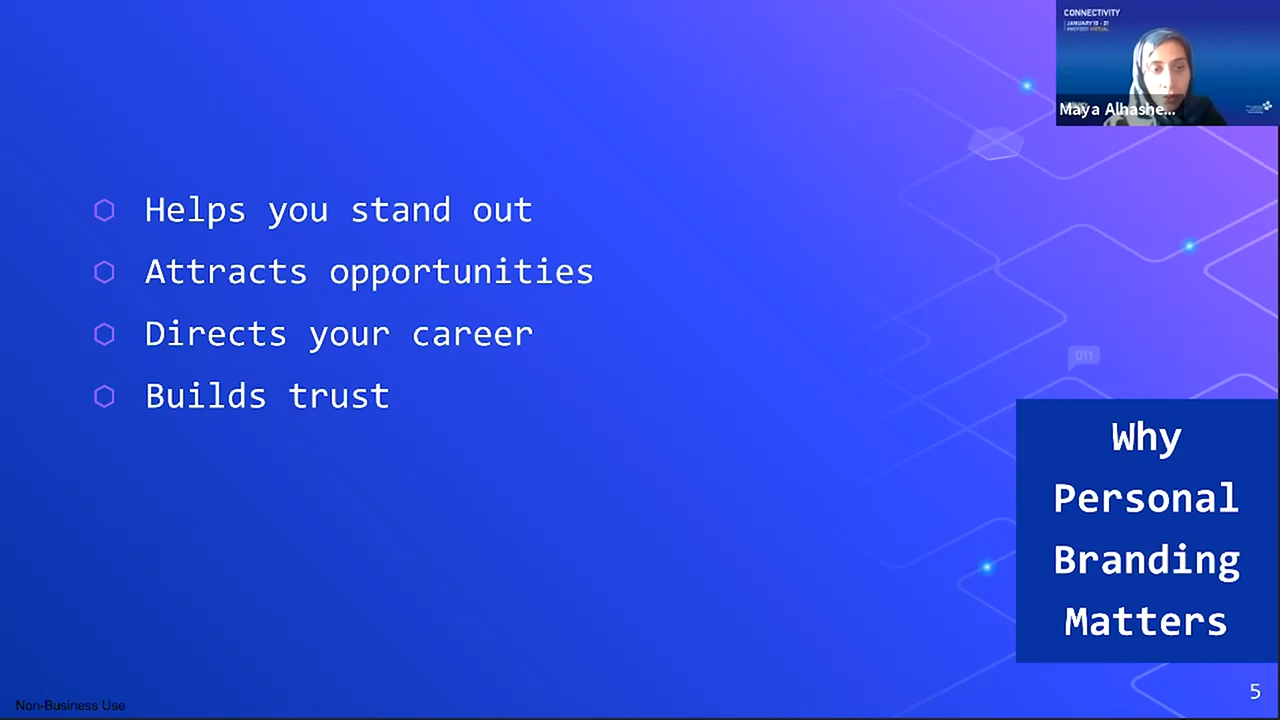 CONNECTIVITY
JANUARY 19 - 21
Maya Alhashe...
Helps you stand out
Attracts opportunities
Directs your career
Builds trust
011
Why
Personal
Branding
Matters
5
Non-Business Use